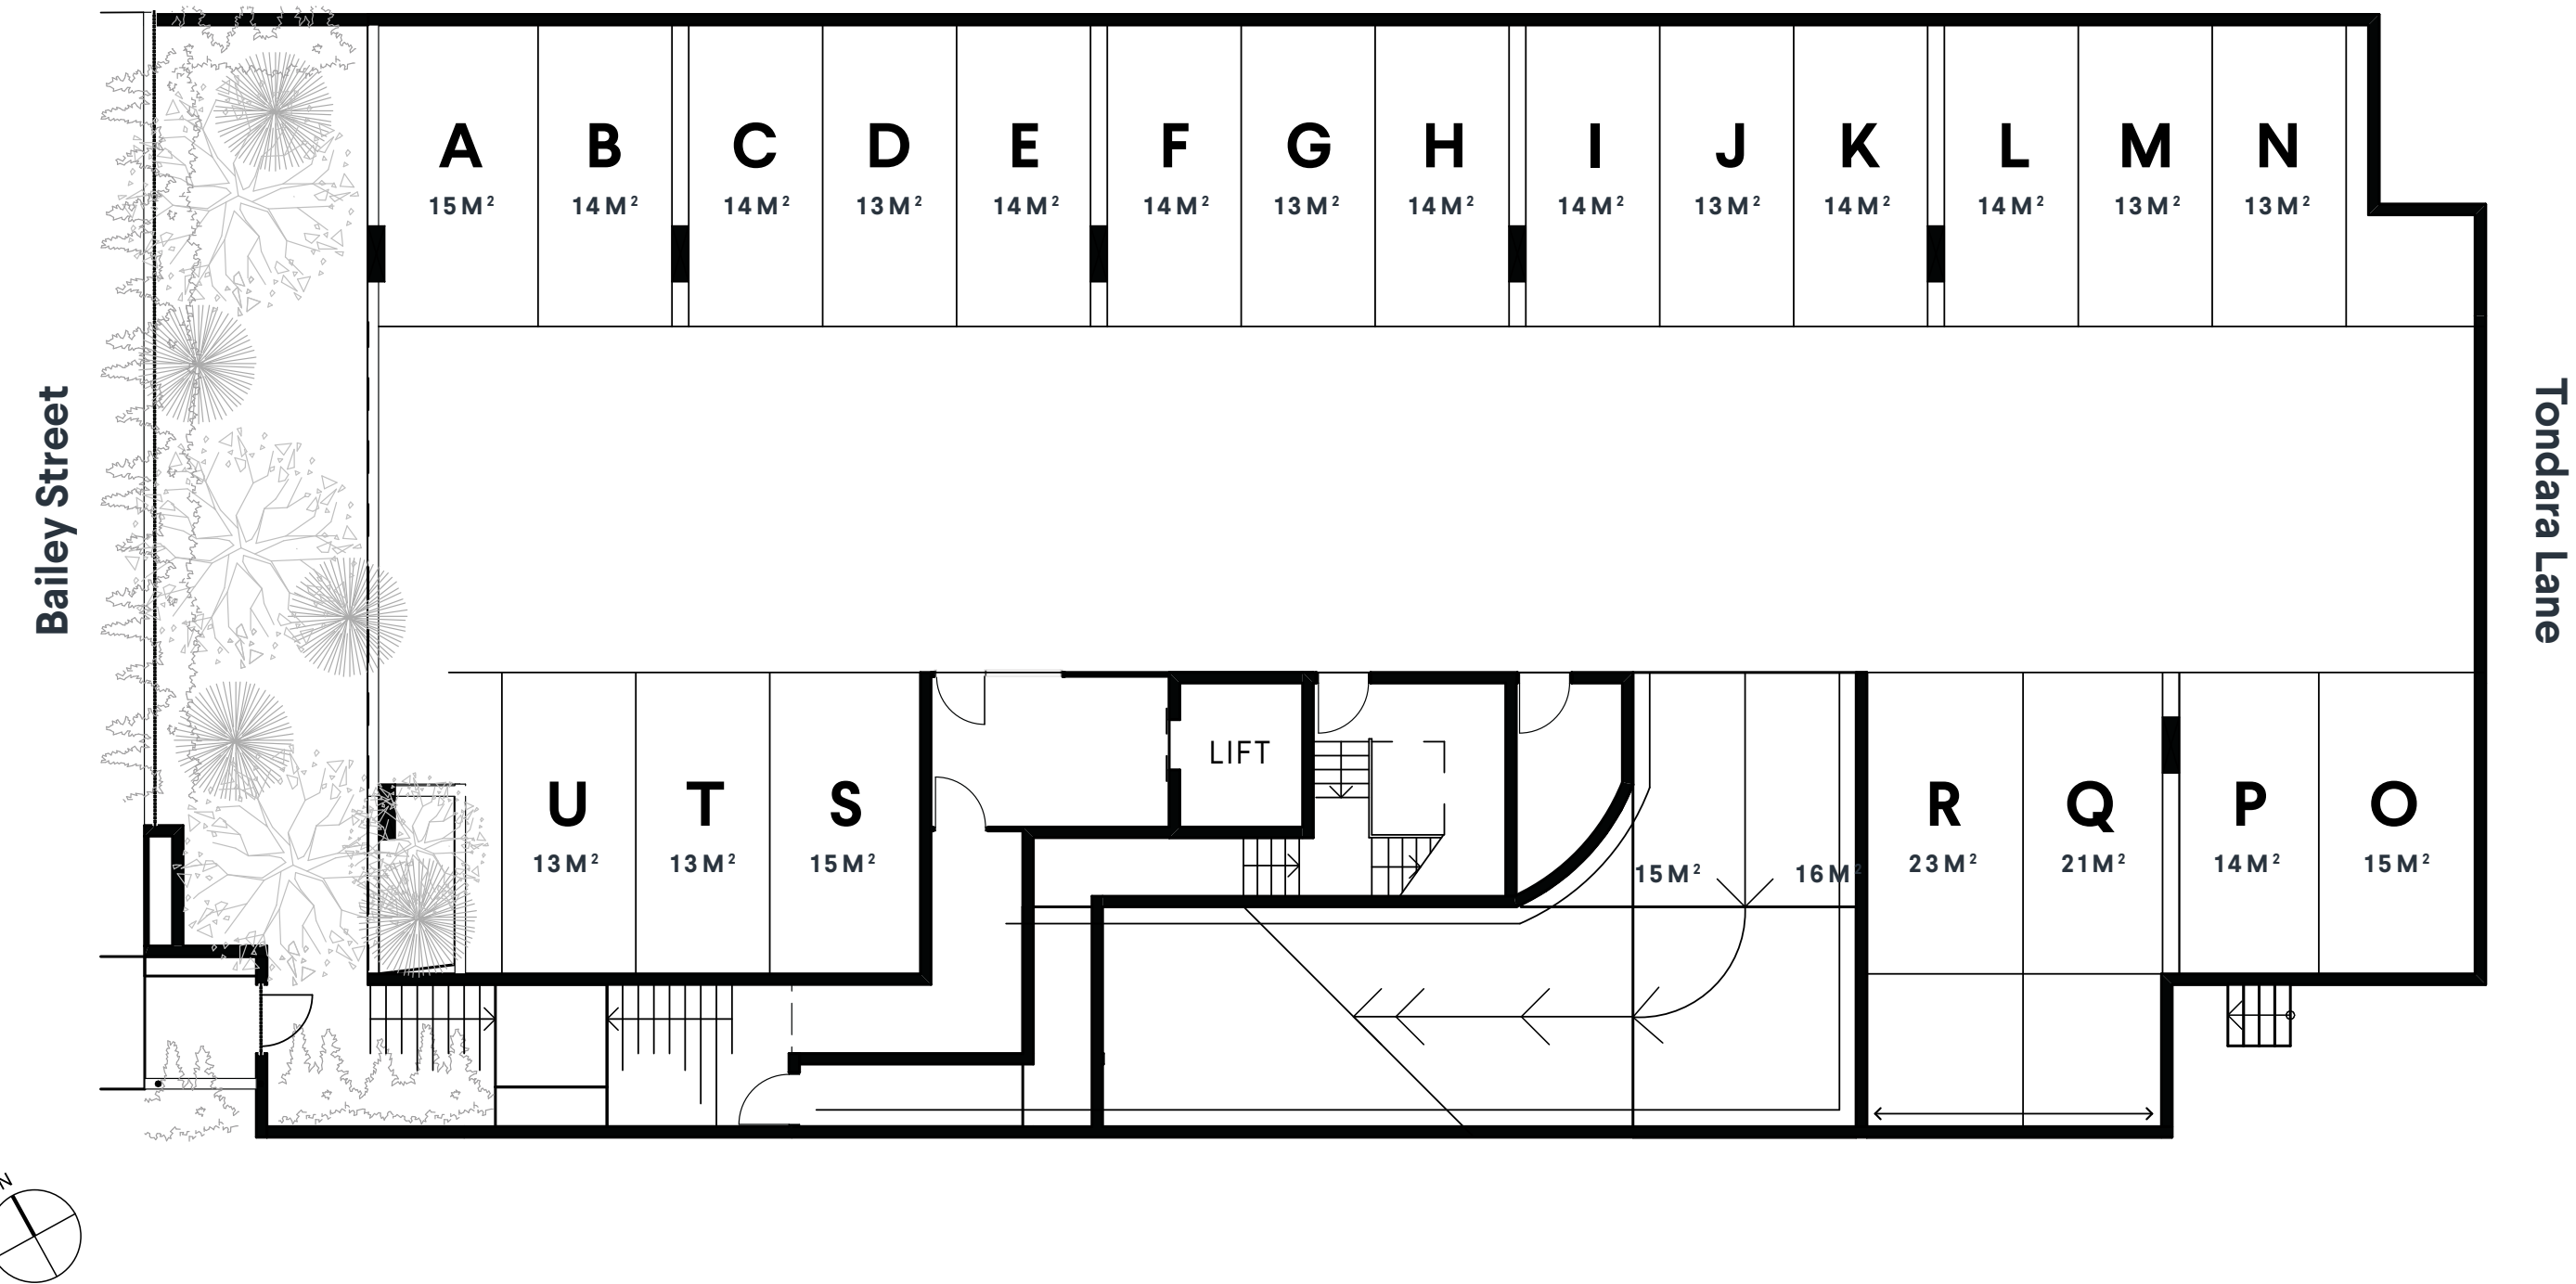 Bailey Street
A B C D E F G H I J K L M N
15M² 14M² 14M² 13M² 14M² 14M² 13M² 14M² 14M² 13M² 14M² 14M² 13M² 13M²
Tondara Lane
LIFT
U T S R Q P O
13M² 13M² 15M² 15M² 16M² 23M² 21M² 14M² 15M²
N